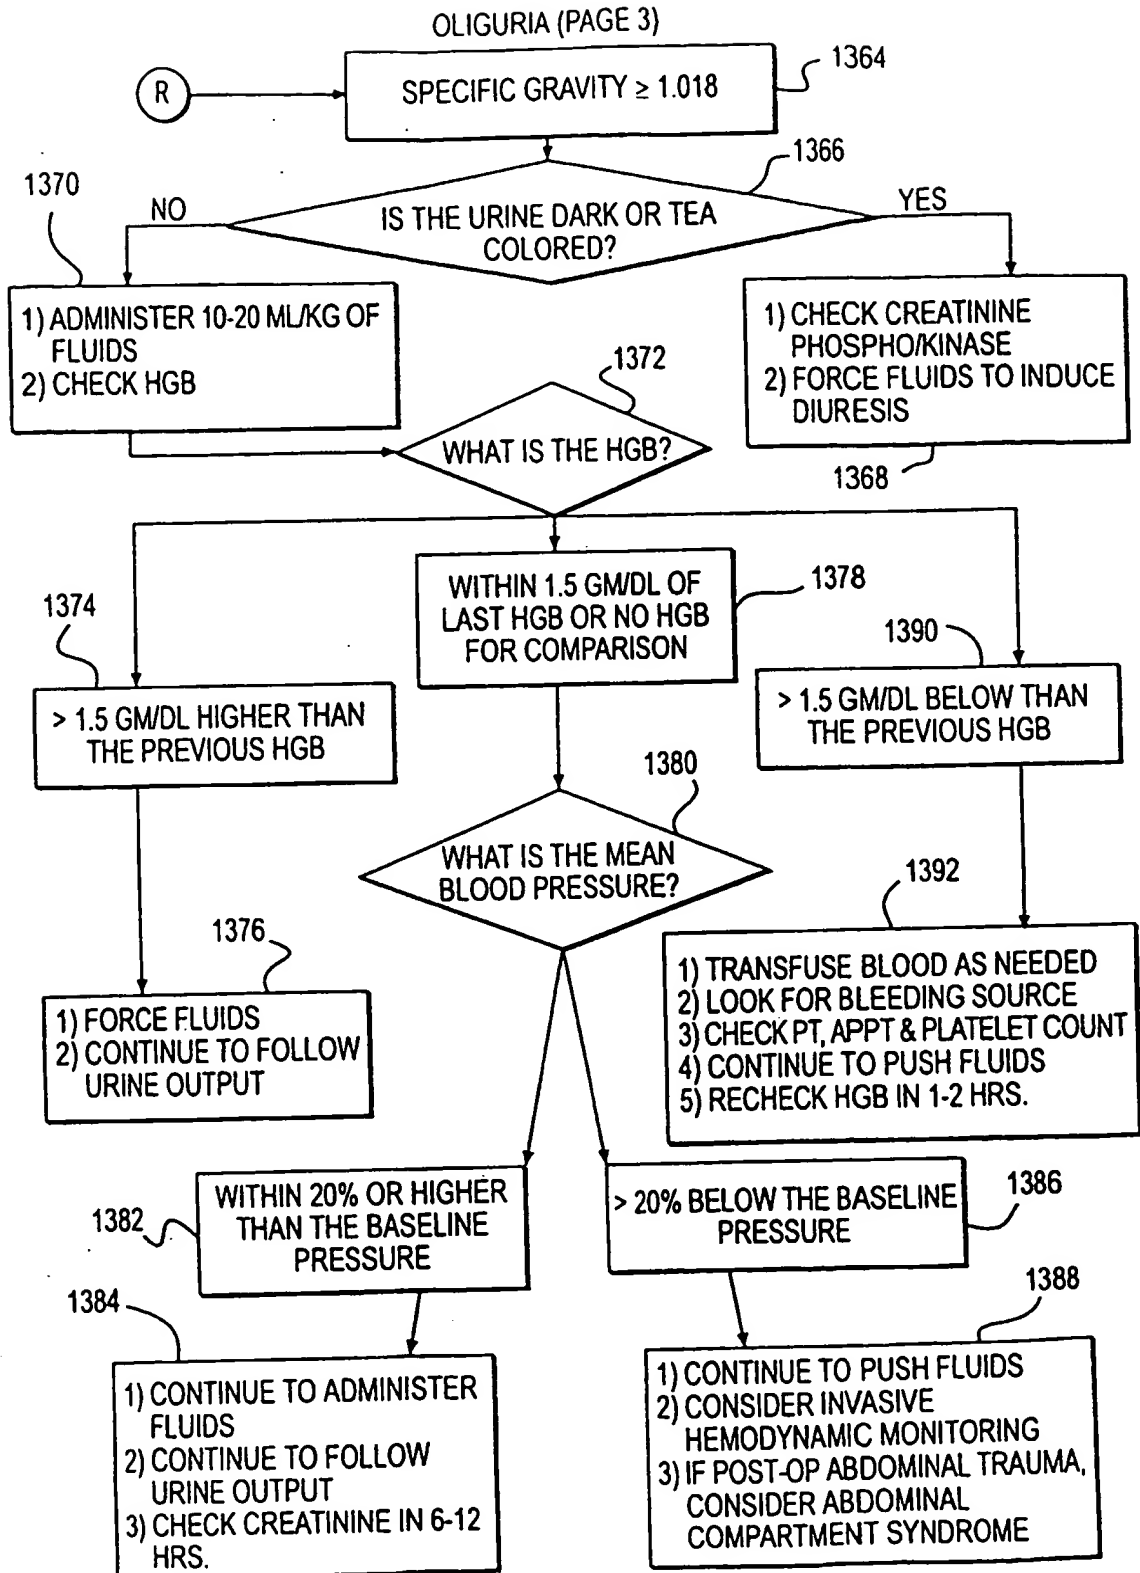 OLIGURIA (PAGE 3)
R
SPECIFIC GRAVITY ≥ 1.018
1364
1366
IS THE URINE DARK OR TEA
COLORED?
NO
YES
1370
1) ADMINISTER 10-20 ML/KG OF
FLUIDS
2) CHECK HGB
1) CHECK CREATININE
PHOSPHO/KINASE
2) FORCE FLUIDS TO INDUCE
DIURESIS
1368
1372
WHAT IS THE HGB?
1374
> 1.5 GM/DL HIGHER THAN
THE PREVIOUS HGB
WITHIN 1.5 GM/DL OF
LAST HGB OR NO HGB
FOR COMPARISON
1378
1390
> 1.5 GM/DL BELOW THAN
THE PREVIOUS HGB
1380
WHAT IS THE MEAN
BLOOD PRESSURE?
1376
1) FORCE FLUIDS
2) CONTINUE TO FOLLOW
URINE OUTPUT
1392
1) TRANSFUSE BLOOD AS NEEDED
2) LOOK FOR BLEEDING SOURCE
3) CHECK PT, APPT & PLATELET COUNT
4) CONTINUE TO PUSH FLUIDS
5) RECHECK HGB IN 1-2 HRS.
1382
WITHIN 20% OR HIGHER
THAN THE BASELINE
PRESSURE
> 20% BELOW THE BASELINE
PRESSURE
1386
1384
1) CONTINUE TO ADMINISTER
FLUIDS
2) CONTINUE TO FOLLOW
URINE OUTPUT
3) CHECK CREATININE IN 6-12
HRS.
1388
1) CONTINUE TO PUSH FLUIDS
2) CONSIDER INVASIVE
HEMODYNAMIC MONITORING
3) IF POST-OP ABDOMINAL TRAUMA,
CONSIDER ABDOMINAL
COMPARTMENT SYNDROME